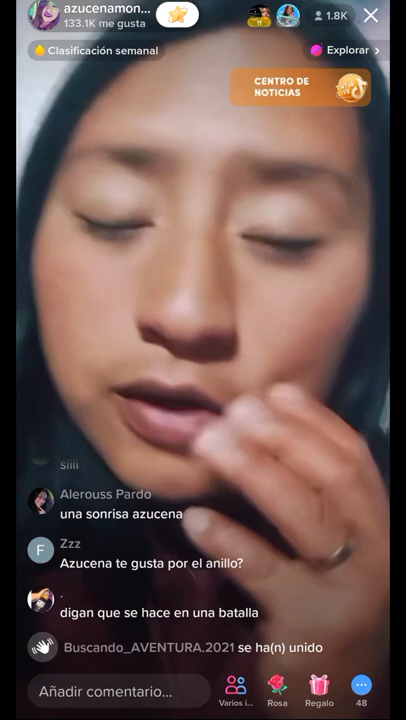 azucenamon...
133.1K me gusta
11
1.8K
Clasificación semanal
Explorar >
CENTRO DE
NOTICIAS
siiii
Alerouss Pardo
una sonrisa azucena
F
Zzz
Azucena te gusta por el anillo?
.
digan que se hace en una batalla
Buscando_AVENTURA.2021 se ha(n) unido
Añadir comentario...
Varios i...
Rosa
Regalo
48